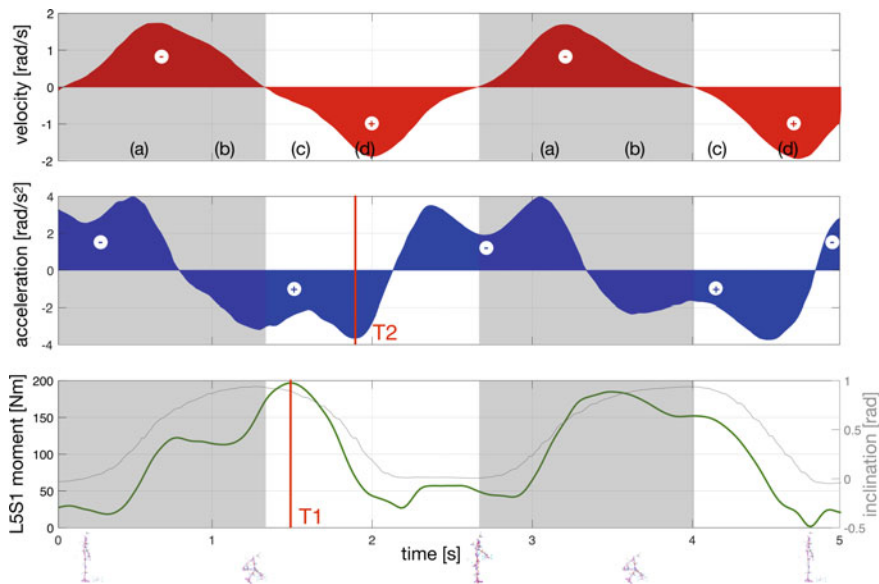 velocity [rad/s]
2
1
0
-1
-2
-
-
+
+
(a)
(b)
(c)
(d)
(a)
(b)
(c)
(d)
acceleration [rad/s²]
4
2
0
-2
-4
-
+
-
+
-
T2
L5S1 moment [Nm]
200
150
100
50
0
T1
1
0.5
0
-0.5
inclination [rad]
0
1
2
3
4
5
time [s]